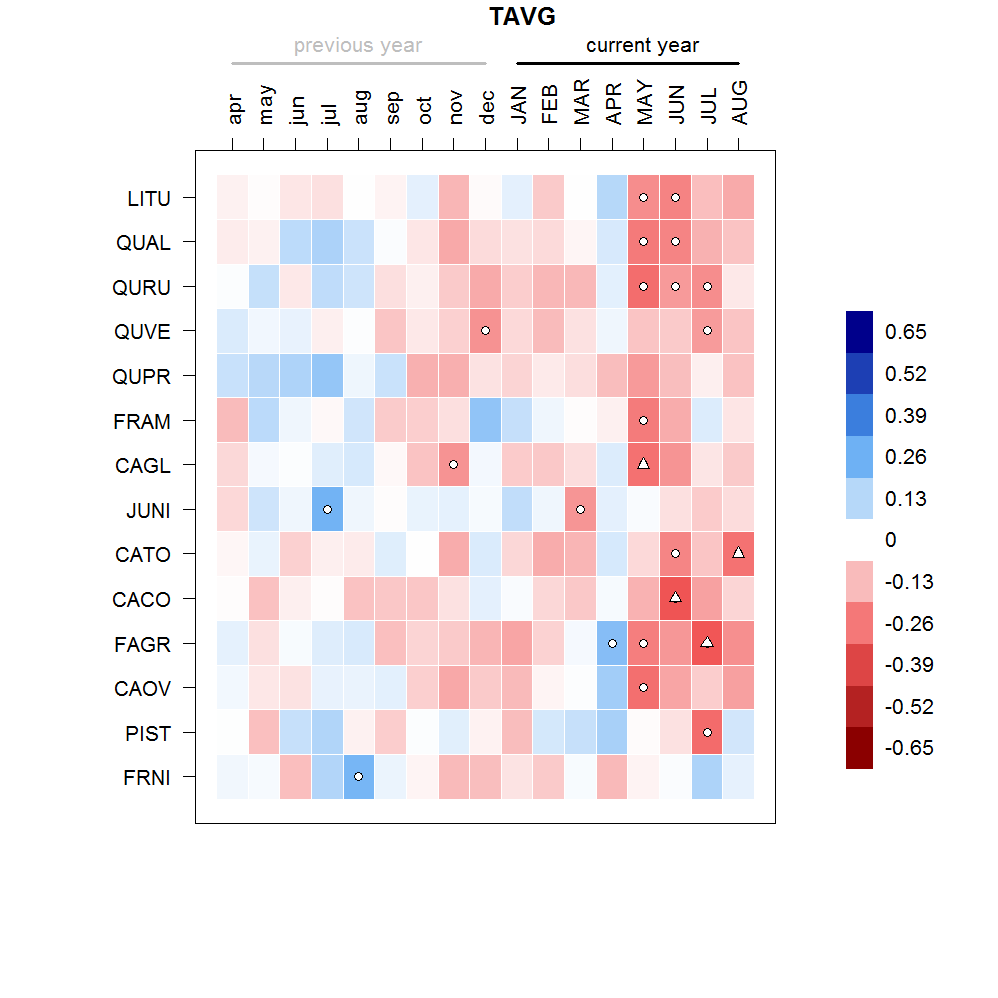 TAVG
previous year current year
apr may jun jul aug sep oct nov dec JAN FEB MAR APR MAY JUN JUL AUG
LITU
QUAL
QURU
QUVE
QUPR
FRAM
CAGL
JUNI
CATO
CACO
FAGR
CAOV
PIST
FRNI
0.65
0.52
0.39
0.26
0.13
0
-0.13
-0.26
-0.39
-0.52
-0.65